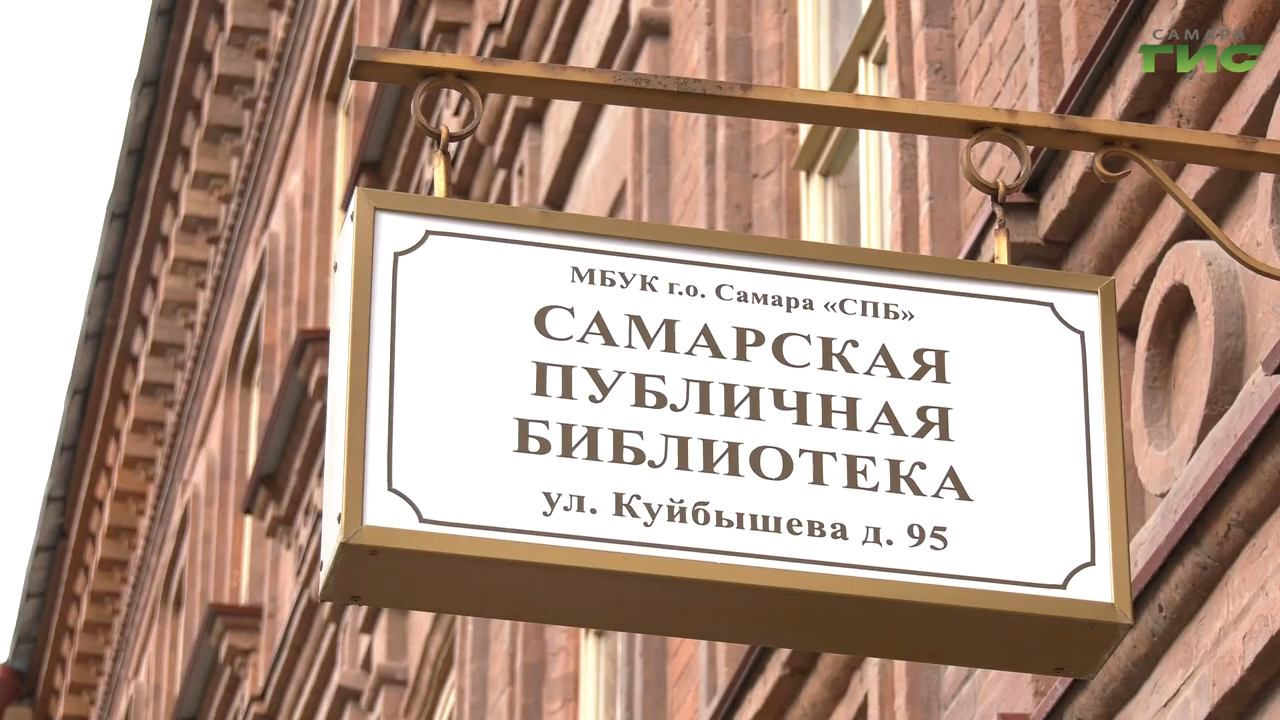 САМАРА
ГИС
МБУК г.о. Самара «СПБ»
САМАРСКАЯ
ПУБЛИЧНАЯ
БИБЛИОТЕКА
ул. Куйбышева д. 95